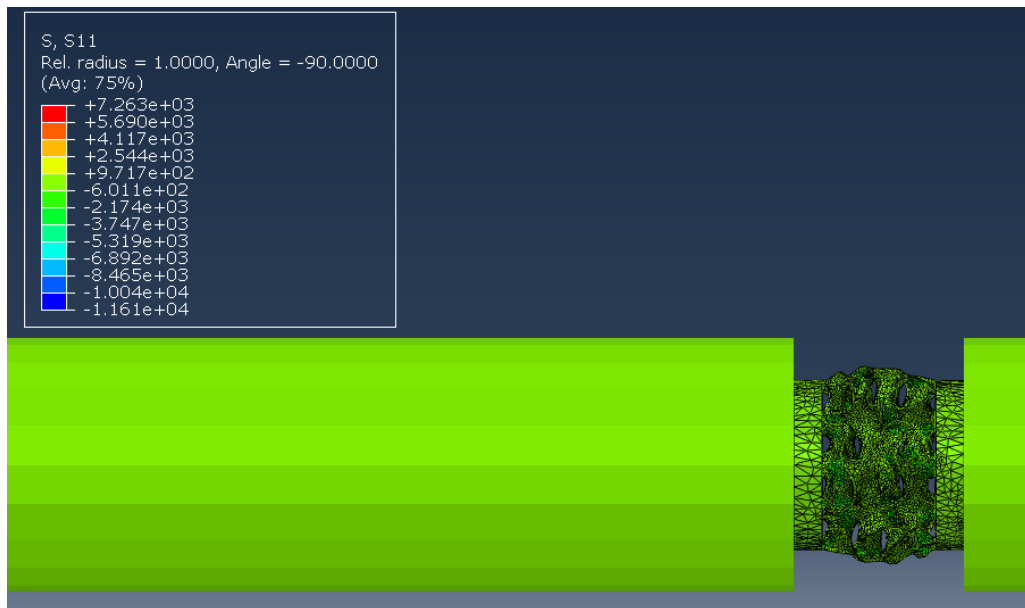 S, S11
Rel. radius = 1.0000, Angle = -90.0000
(Avg: 75%)
+7.263e+03
+5.690e+03
+4.117e+03
+2.544e+03
+9.717e+02
-6.011e+02
-2.174e+03
-3.747e+03
-5.319e+03
-6.892e+03
-8.465e+03
-1.004e+04
-1.161e+04